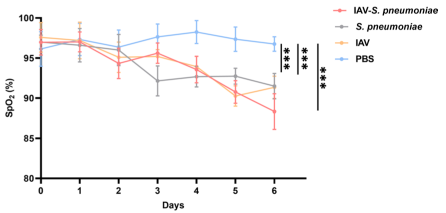 100
95
90
85
80
SpO₂ (%)
0 1 2 3 4 5 6
Days
*** *** ***
IAV-S. pneumoniae
S. pneumoniae
IAV
PBS